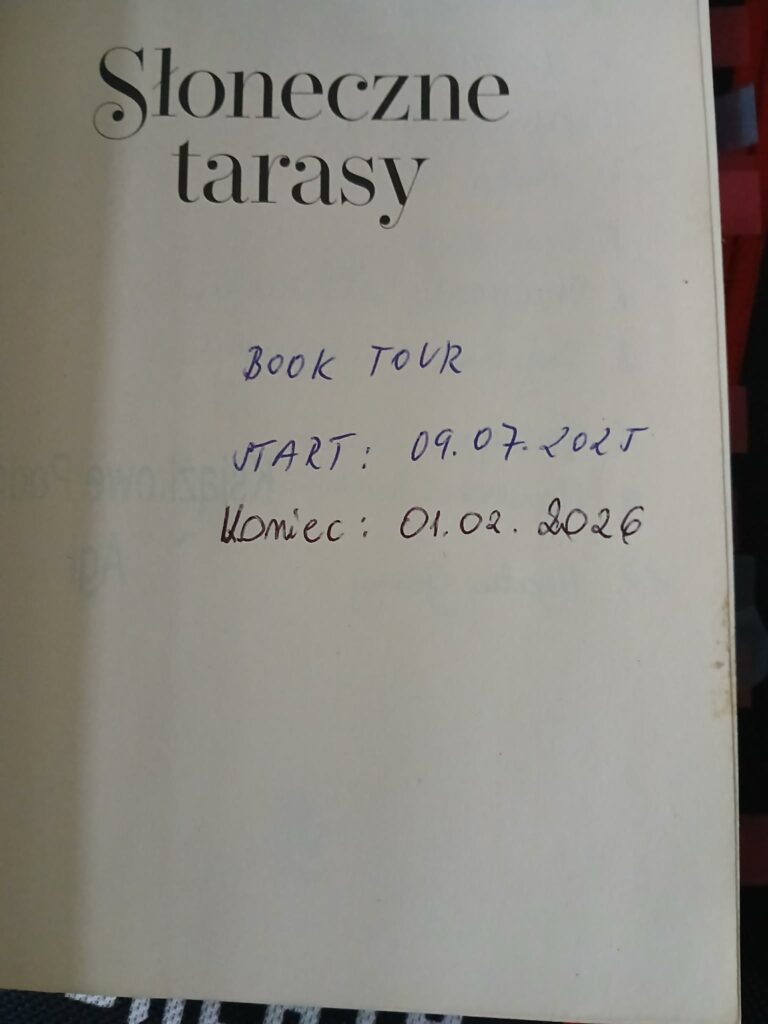 Słoneczne
tarasy
BOOK TOUR
START: 09.07.2025
Koniec: 01.02.2026